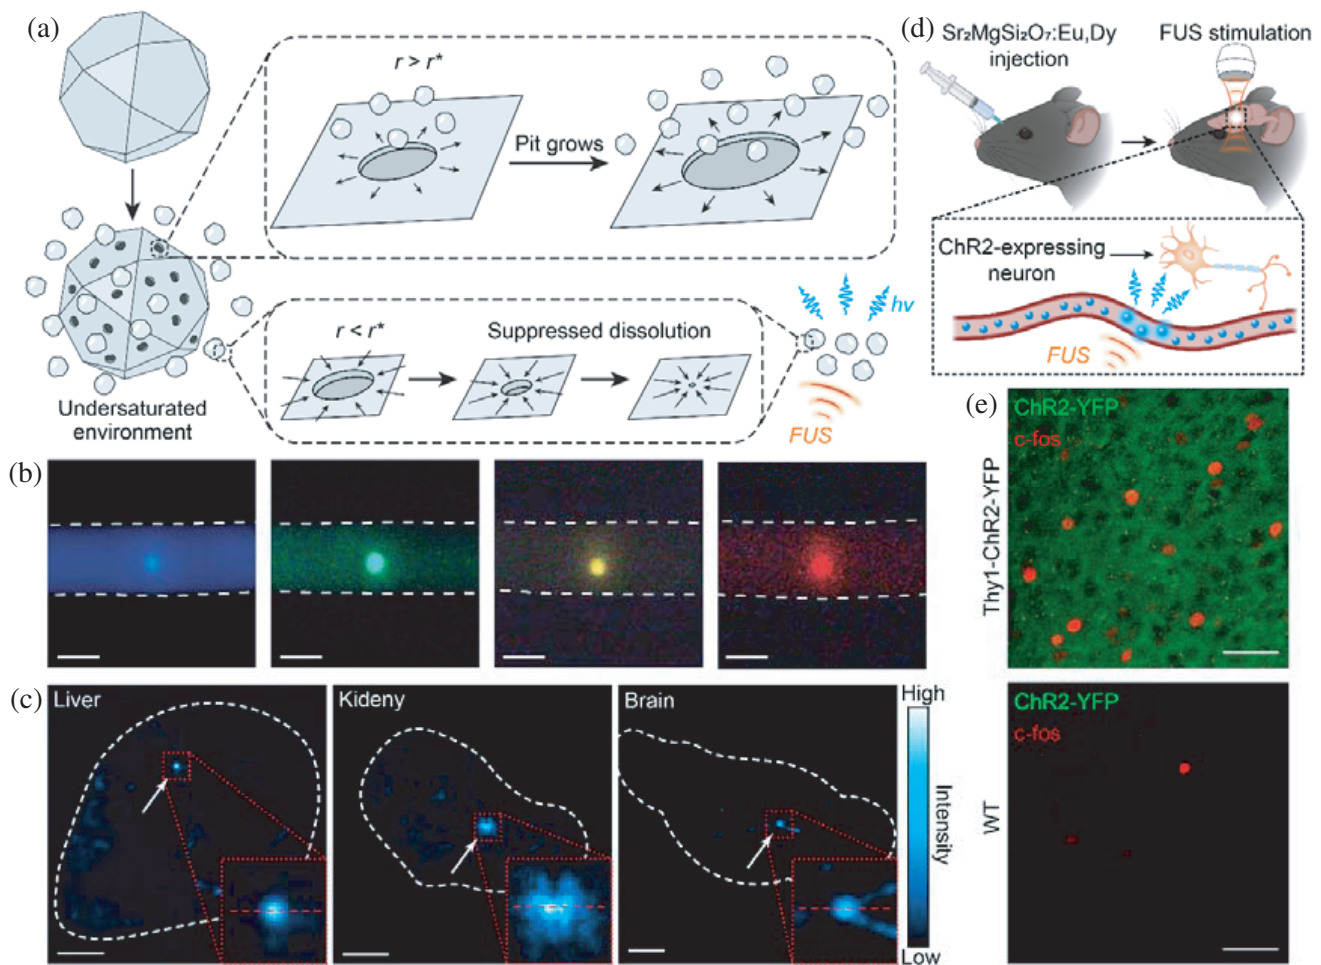 (a)
r > r*
Pit grows
Undersaturated
environment
r < r*
Suppressed dissolution
hv
FUS
(d)
Sr₂MgSi₂O₇:Eu,Dy
injection
FUS stimulation
ChR2-expressing
neuron
FUS
(b)
(c)
Liver
Kideny
Brain
High
Intensity
Low
(e)
ChR2-YFP
c-fos
Thy1-ChR2-YFP
ChR2-YFP
c-fos
WT